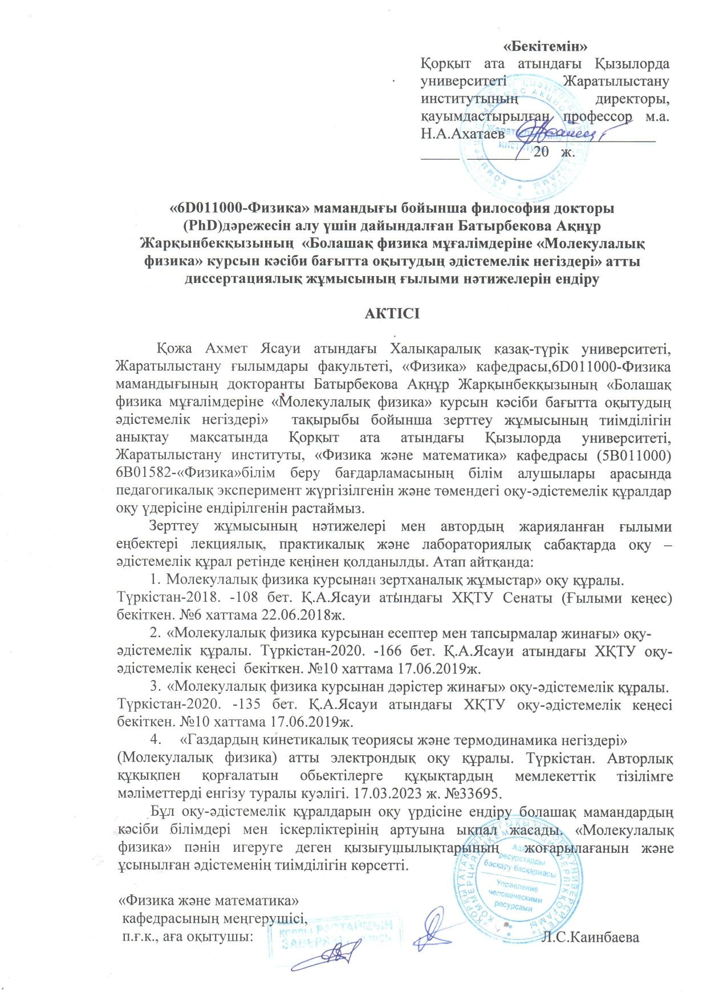 «Бекітемін»
Қорқыт ата атындағы Қызылорда
университеті Жаратылыстану
институтының директоры,
қауымдастырылған профессор м.а.
Н.А.Ахатаев ___________________
_____ ________ 20 ж.
«6D011000-Физика» мамандығы бойынша философия докторы
(PhD)дәрежесін алу үшін дайындалған Батырбекова Ақнұр
Жарқынбекқызының «Болашақ физика мұғалімдеріне «Молекулалық
физика» курсын кәсіби бағытта оқытудың әдістемелік негіздері» атты
диссертациялық жұмысының ғылыми нәтижелерін ендіру
АКТІСІ
Қожа Ахмет Ясауи атындағы Халықаралық қазақ-түрік университеті,
Жаратылыстану ғылымдары факультеті, «Физика» кафедрасы,6D011000-Физика
мамандығының докторанты Батырбекова Ақнұр Жарқынбекқызының «Болашақ
физика мұғалімдеріне «Молекулалық физика» курсын кәсіби бағытта оқытудың
әдістемелік негіздері» тақырыбы бойынша зерттеу жұмысының тиімділігін
анықтау мақсатында Қорқыт ата атындағы Қызылорда университеті,
Жаратылыстану институты, «Физика және математика» кафедрасы (5В011000)
6В01582-«Физика»білім беру бағдарламасының білім алушылары арасында
педагогикалық эксперимент жүргізілгенін және төмендегі оқу-әдістемелік құралдар
оқу үдерісіне ендірілгенін растаймыз.
Зерттеу жұмысының нәтижелері мен автордың жарияланған ғылыми
еңбектері лекциялық, практикалық және лабораториялық сабақтарда оқу –
әдістемелік құрал ретінде кеңінен қолданылды. Атап айтқанда:
1. Молекулалық физика курсынан зертханалық жұмыстар» оқу құралы.
Түркістан-2018. -108 бет. Қ.А.Ясауи атындағы ХҚТУ Сенаты (Ғылыми кеңес)
бекіткен. №6 хаттама 22.06.2018ж.
2. «Молекулалық физика курсынан есептер мен тапсырмалар жинағы» оқу-
әдістемелік құралы. Түркістан-2020. -166 бет. Қ.А.Ясауи атындағы ХҚТУ оқу-
әдістемелік кеңесі бекіткен. №10 хаттама 17.06.2019ж.
3. «Молекулалық физика курсынан дәрістер жинағы» оқу-әдістемелік құралы.
Түркістан-2020. -135 бет. Қ.А.Ясауи атындағы ХҚТУ оқу-әдістемелік кеңесі
бекіткен. №10 хаттама 17.06.2019ж.
4. «Газдардың кинетикалық теориясы және термодинамика негіздері»
(Молекулалық физика) атты электрондық оқу құралы. Түркістан. Авторлық
құқықпен қорғалатын обьектілерге құқықтардың мемлекеттік тізілімге
мәліметтерді енгізу туралы куәлігі. 17.03.2023 ж. №33695.
Бұл оқу-әдістемелік құралдарын оқу үрдісіне ендіру болашақ мамандардың
кәсіби білімдері мен іскерліктерінің артуына ықпал жасады. «Молекулалық
физика» пәнін игеруге деген қызығушылықтарының жоғарылағанын және
ұсынылған әдістеменің тиімділігін көрсетті.
ресурстарды
басқару басқармасы
Управление
человеческими
ресурсами
«Физика және математика»
кафедрасының меңгерушісі,
п.ғ.к., аға оқытушы: Л.С.Каинбаева